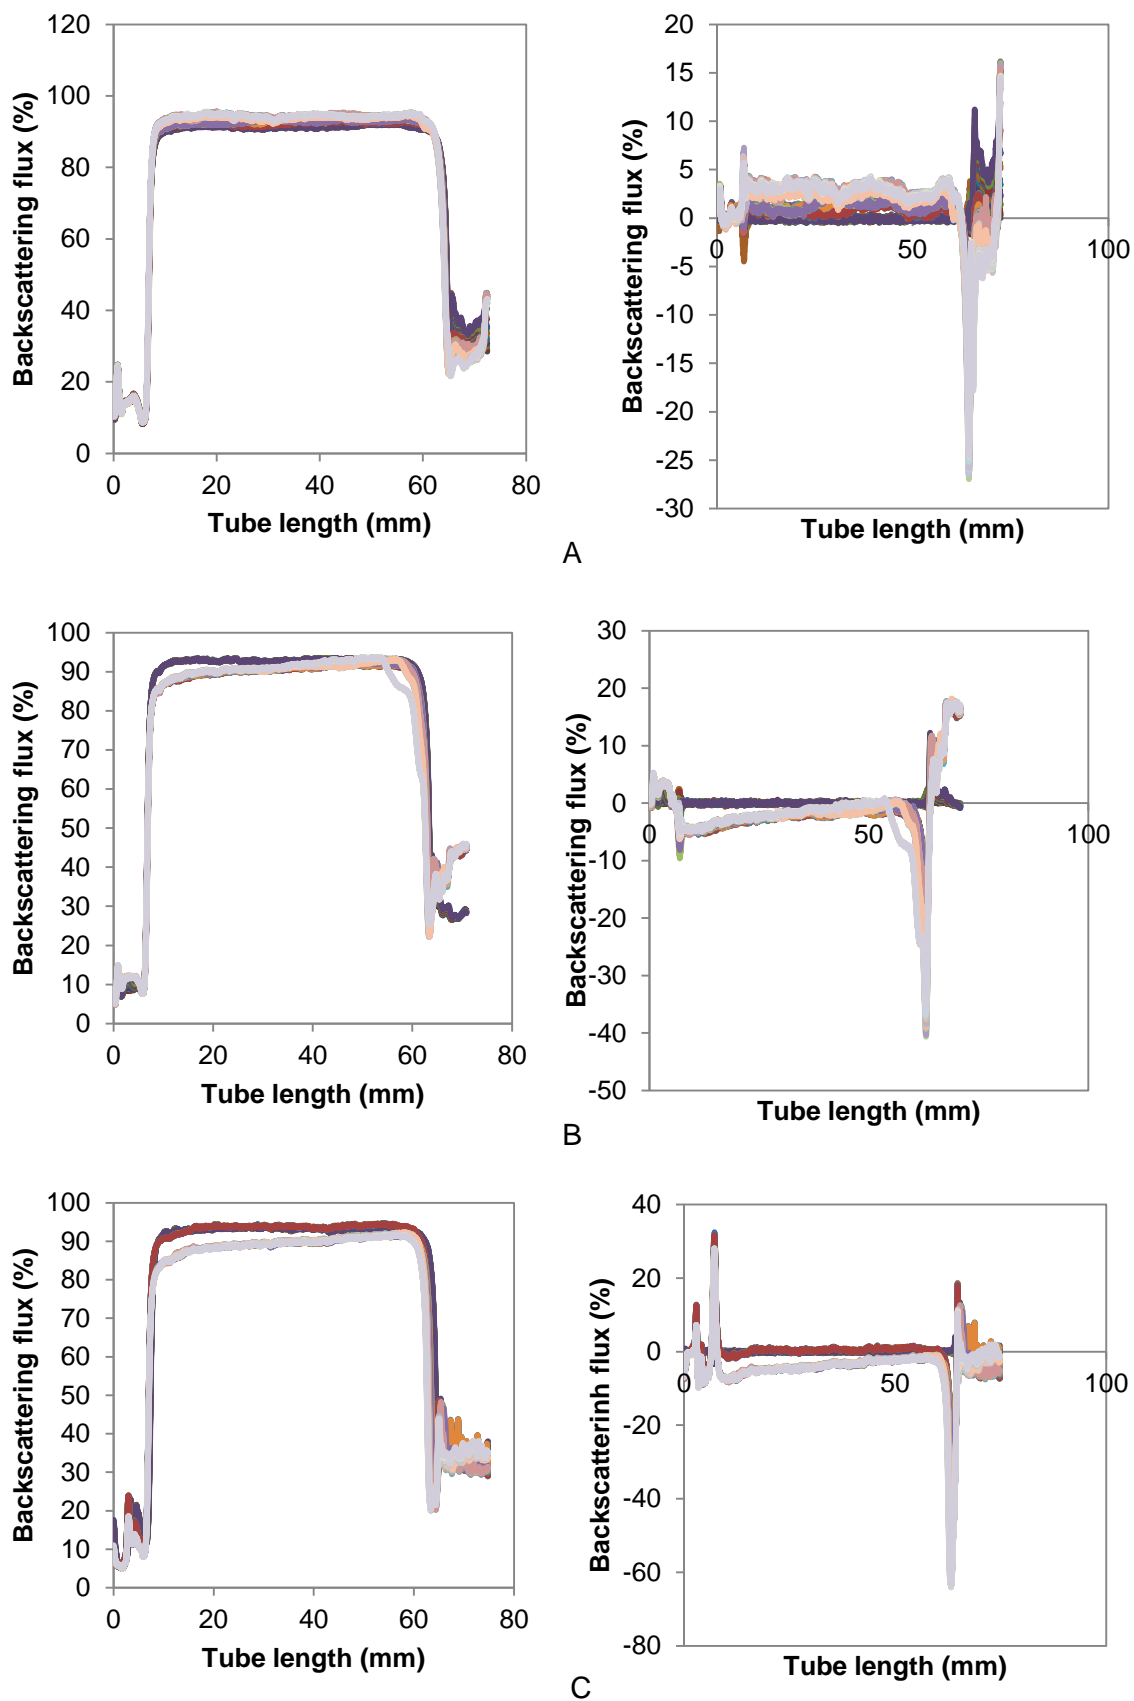 120
100
80
60
40
20
0
0 20 40 60 80
Backscattering flux (%)
Tube length (mm)
20
15
10
5
0
-5
-10
-15
-20
-25
-30
0 50 100
Backscattering flux (%)
Tube length (mm)
A
100
90
80
70
60
50
40
30
20
10
0
0 20 40 60 80
Backscattering flux (%)
Tube length (mm)
30
20
10
0
-10
-20
-30
-40
-50
0 50 100
Backscattering flux (%)
Tube length (mm)
B
100
90
80
70
60
50
40
30
20
10
0
0 20 40 60 80
Backscattering flux (%)
Tube length (mm)
40
20
0
-20
-40
-60
-80
0 50 100
Backscatterinh flux (%)
Tube length (mm)
C